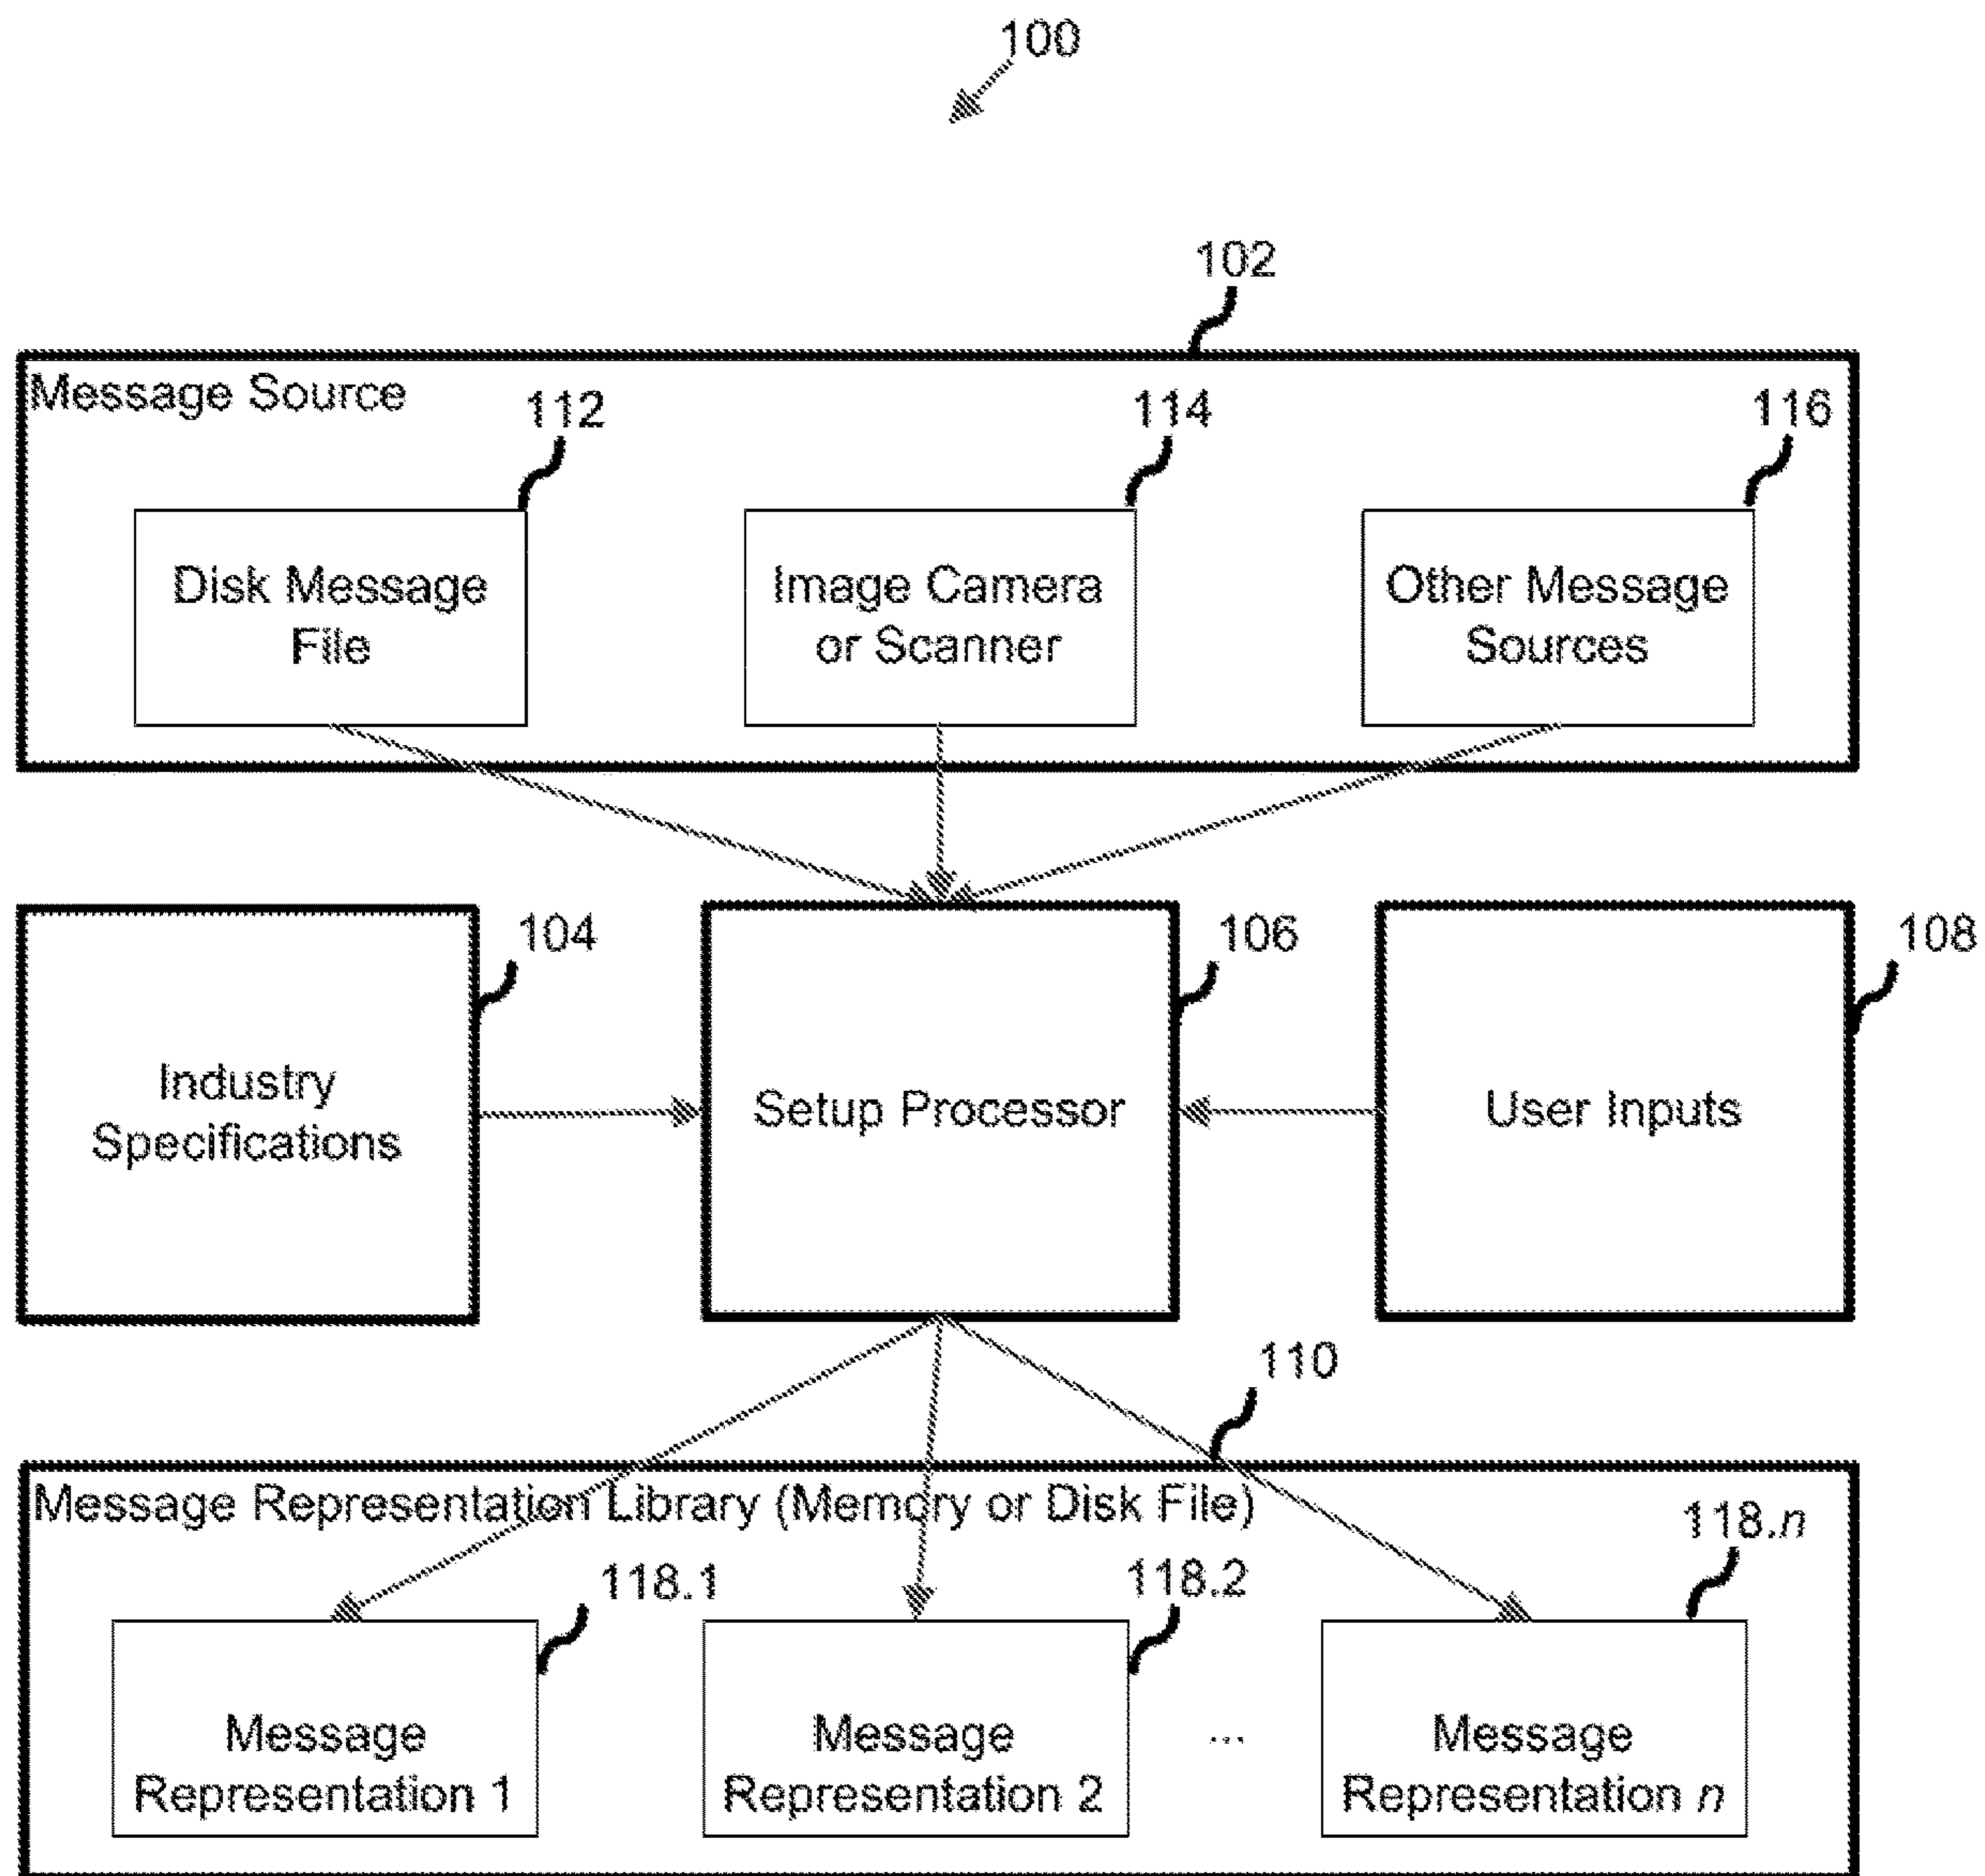 100
102
Message Source
112
114
116
Disk Message
File
Image Camera
or Scanner
Other Message
Sources
104
106
108
Industry
Specifications
Setup Processor
User Inputs
110
Message Representation Library (Memory or Disk File)
118.1
118.2
118.n
Message
Representation 1
Message
Representation 2
...
Message
Representation n